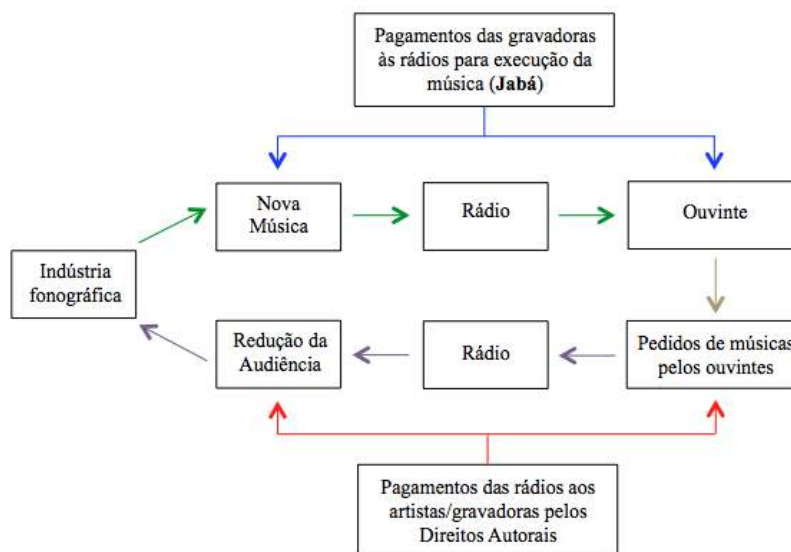 Pagamentos das gravadoras
às rádios para execução da
música (Jabá)
Nova
Música
Rádio
Ouvinte
Indústria
fonográfica
Redução da
Audiência
Rádio
Pedidos de músicas
pelos ouvintes
Pagamentos das rádios aos
artistas/gravadoras pelos
Direitos Autorais